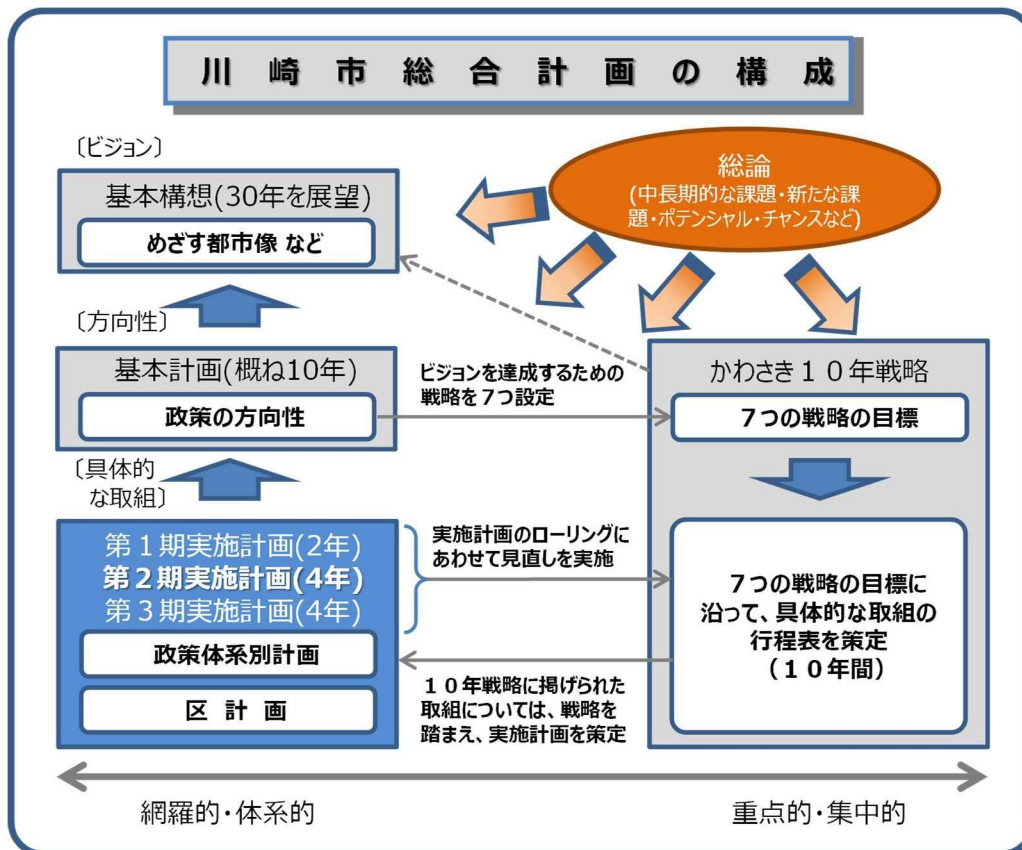 川崎市総合計画の構成
〔ビジョン〕
基本構想(30年を展望)
めざす都市像 など
総論
(中長期的な課題・新たな課
題・ポテンシャル・チャンスなど)
〔方向性〕
基本計画(概ね10年)
政策の方向性
ビジョンを達成するための
戦略を7つ設定
かわさき10年戦略
7つの戦略の目標
〔具体的
な取組〕
第1期実施計画(2年)
第2期実施計画(4年)
第3期実施計画(4年)
政策体系別計画
区計画
実施計画のローリングに
あわせて見直しを実施
10年戦略に掲げられた
取組については、戦略を
踏まえ、実施計画を策定
7つの戦略の目標に
沿って、具体的な取組の
行程表を策定
(10年間)
網羅的・体系的
重点的・集中的